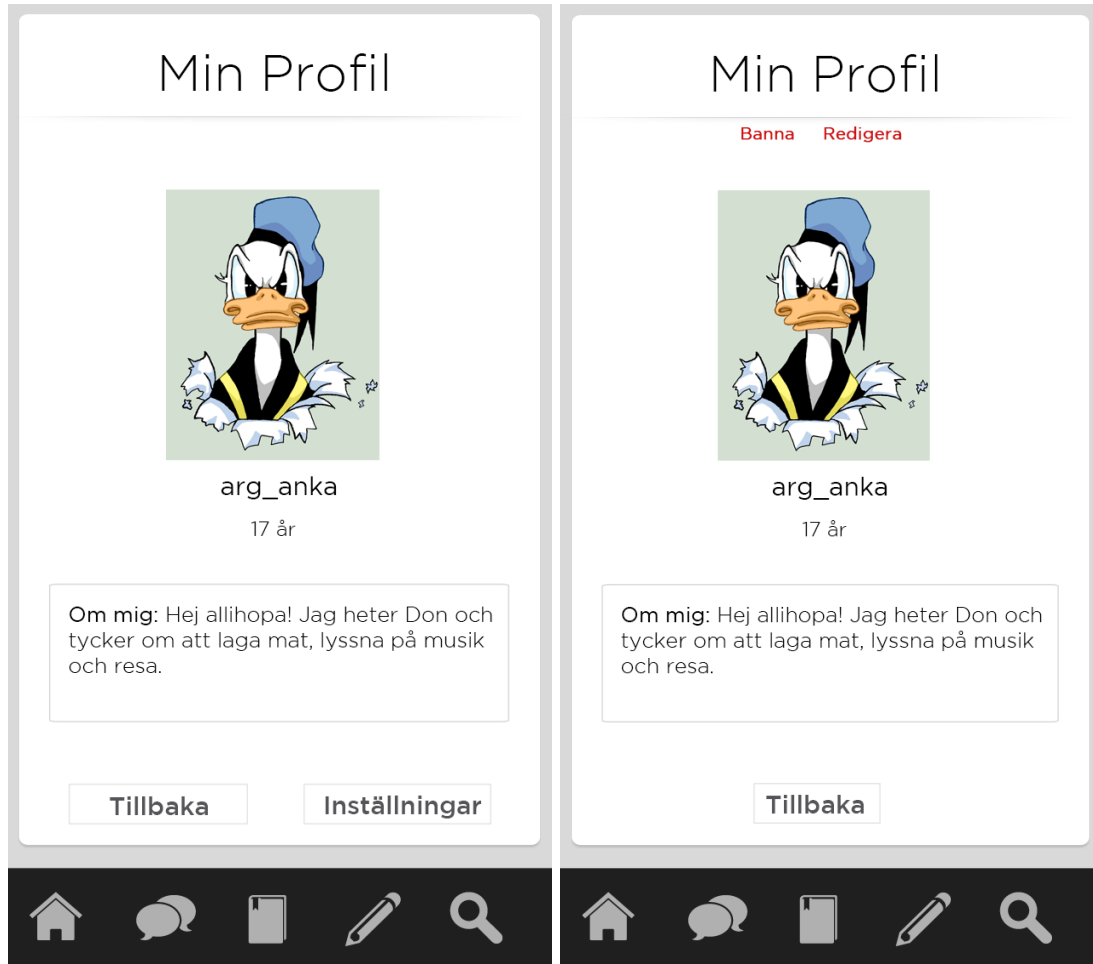 Min Profil
arg_anka
17 år
Om mig: Hej allihopa! Jag heter Don och
tycker om att laga mat, lyssna på musik
och resa.
Tillbaka Inställningar
Min Profil
Banna Redigera
arg_anka
17 år
Om mig: Hej allihopa! Jag heter Don och
tycker om att laga mat, lyssna på musik
och resa.
Tillbaka